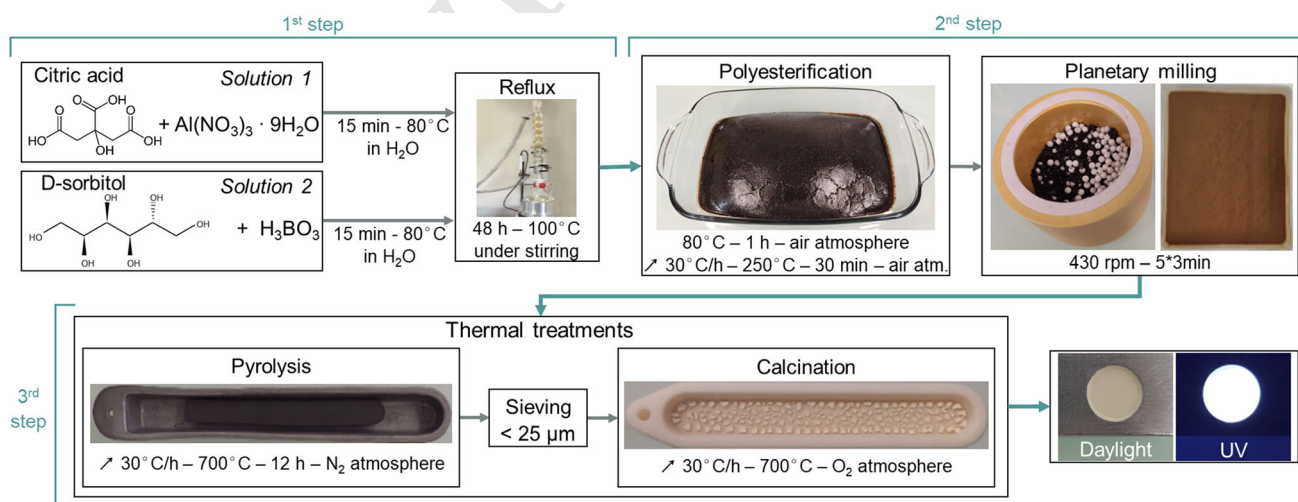 1st step
2nd step
Citric acid
Solution 1
O
OH
O
O
HO
OH
OH
+ Al(NO3)3 · 9H2O
15 min - 80°C
in H2O
D-sorbitol
Solution 2
OH
OH
HO
OH
OH
OH
+ H3BO3
15 min - 80°C
in H2O
Reflux
48 h – 100°C
under stirring
Polyesterification
80°C – 1 h – air atmosphere
↗ 30°C/h – 250°C – 30 min – air atm.
Planetary milling
430 rpm – 5*3min
3rd
step
Thermal treatments
Pyrolysis
↗ 30°C/h – 700°C – 12 h – N2 atmosphere
Sieving
< 25 μm
Calcination
↗ 30°C/h – 700°C – O2 atmosphere
Daylight
UV